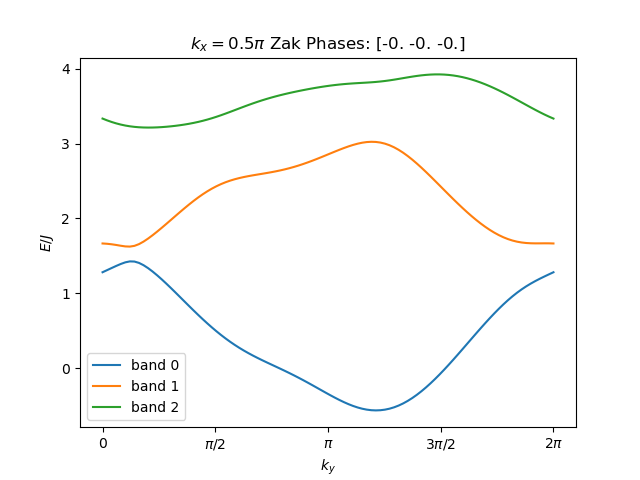 k_x = 0.5π Zak Phases: [-0. -0. -0.]
4
3
2
1
0
E/J
band 0
band 1
band 2
0 π/2 π 3π/2 2π
k_y